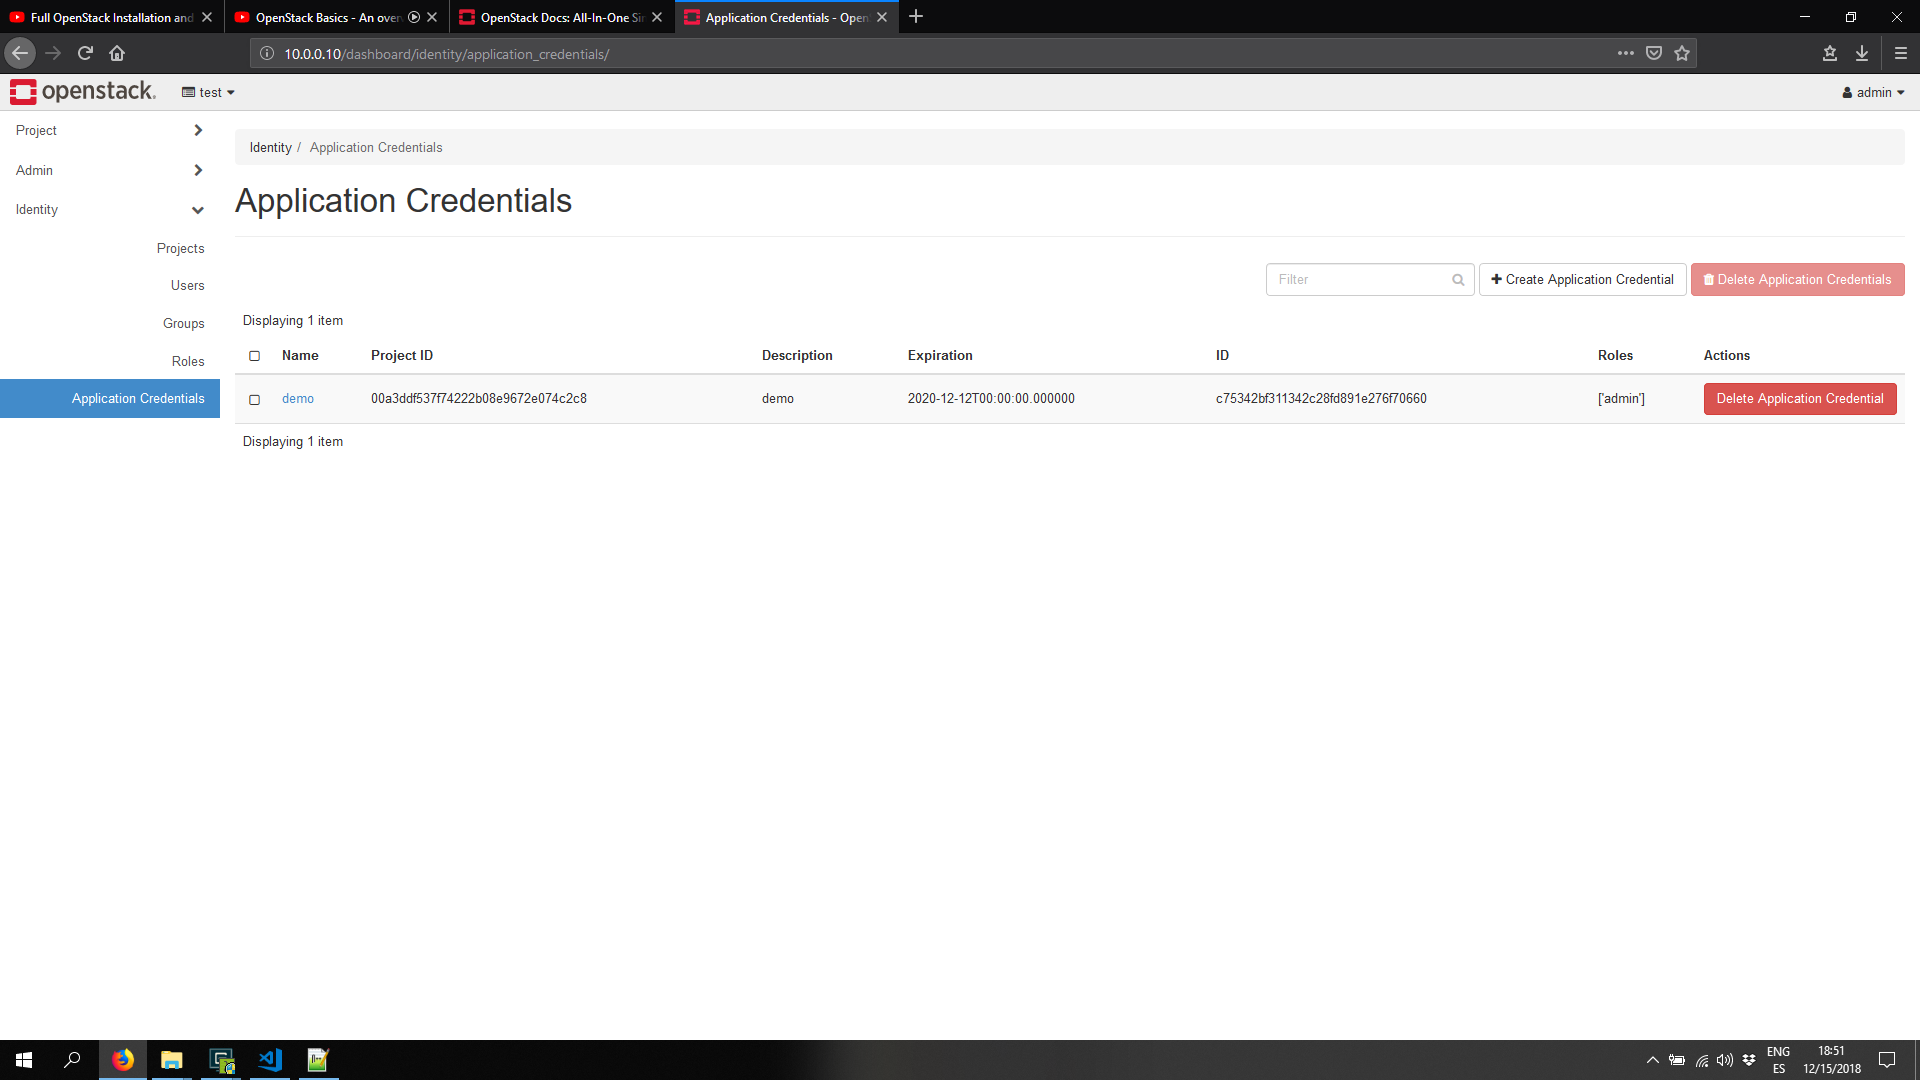 Full OpenStack Installation and
OpenStack Basics - An over
OpenStack Docs: All-In-One Sin
Application Credentials - Open
10.0.0.10/dashboard/identity/application_credentials/
openstack.
test
admin
Project
Admin
Identity
Projects
Users
Groups
Roles
Application Credentials
Identity / Application Credentials
Application Credentials
Filter
Create Application Credential
Delete Application Credentials
Displaying 1 item
Name Project ID Description Expiration ID Roles Actions
demo 00a3ddf537f74222b08e9672e074c2c8 demo 2020-12-12T00:00:00.000000 c75342bf311342c28fd891e276f70660 ['admin'] Delete Application Credential
Displaying 1 item
ENG
ES
18:51
12/15/2018